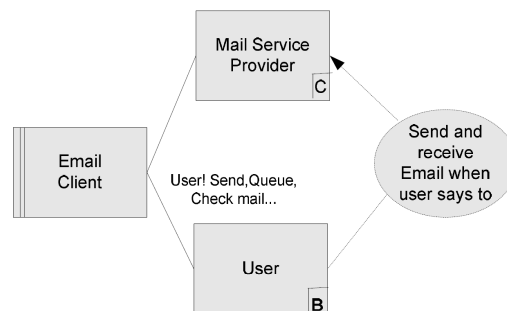 Mail Service
Provider
C
Email
Client
User! Send,Queue,
Check mail...
Send and
receive
Email when
user says to
User
B